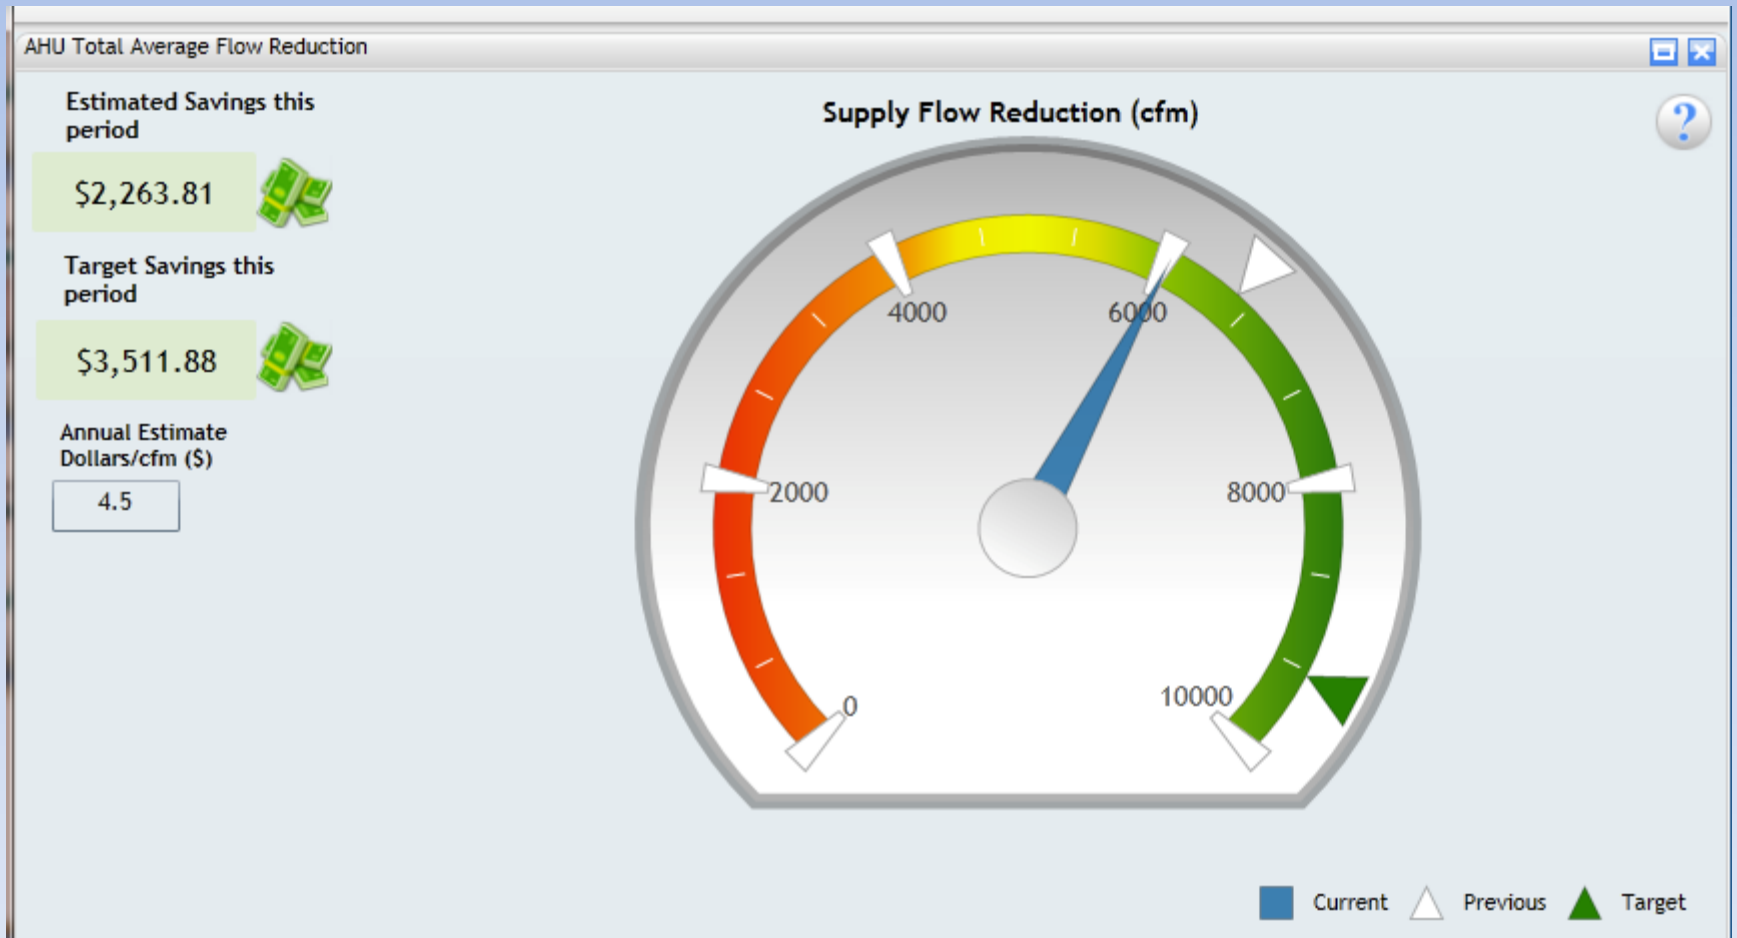 AHU Total Average Flow Reduction
Estimated Savings this
period
$2,263.81
Target Savings this
period
$3,511.88
Annual Estimate
Dollars/cfm ($)
4.5
Supply Flow Reduction (cfm)
?
4000
6000
2000
8000
0
10000
Current
Previous
Target